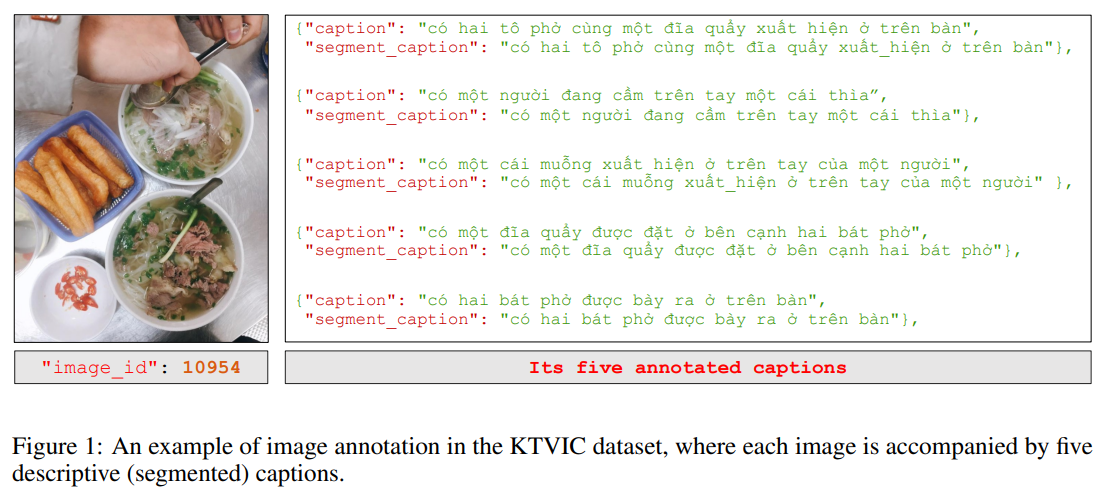 {"caption": "có hai tô phở cùng một đĩa quẩy xuất hiện ở trên bàn",
"segment_caption": "có hai tô phở cùng một đĩa quẩy xuất_hiện ở trên bàn"},
{"caption": "có một người đang cầm trên tay một cái thìa”,
"segment_caption": "có một người đang cầm trên tay một cái thìa"},
{"caption": "có một cái muỗng xuất hiện ở trên tay của một người",
"segment_caption": "có một cái muỗng xuất_hiện ở trên tay của một người" },
{"caption": "có một đĩa quẩy được đặt ở bên cạnh hai bát phở",
"segment_caption": "có một đĩa quẩy được đặt ở bên cạnh hai bát phở"},
{"caption": "có hai bát phở được bày ra ở trên bàn",
"segment_caption": "có hai bát phở được bày ra ở trên bàn"},
"image_id": 10954
Its five annotated captions
Figure 1: An example of image annotation in the KTVIC dataset, where each image is accompanied by five
descriptive (segmented) captions.